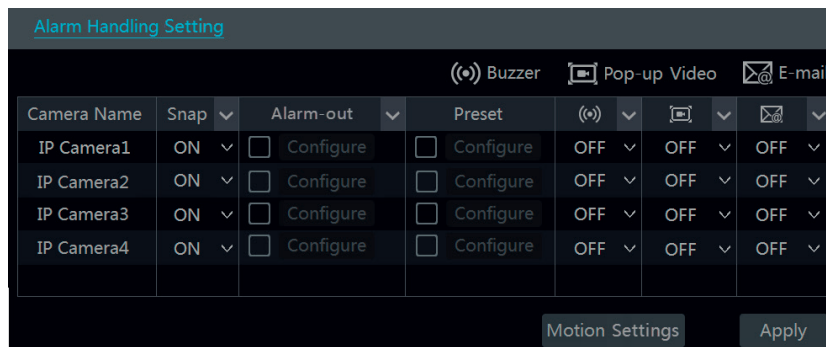 Alarm Handling Setting
Buzzer Pop-up Video E-mail
Camera Name Snap Alarm-out Preset
IP Camera1 ON Configure Configure OFF OFF OFF
IP Camera2 ON Configure Configure OFF OFF OFF
IP Camera3 ON Configure Configure OFF OFF OFF
IP Camera4 ON Configure Configure OFF OFF OFF
Motion Settings Apply